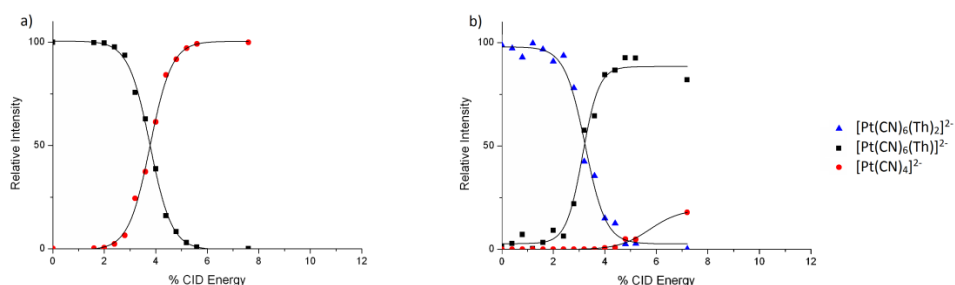 a)
100
50
0
Relative Intensity
0 2 4 6 8 10 12
% CID Energy
b)
100
50
0
Relative Intensity
0 2 4 6 8 10 12
% CID Energy
[Pt(CN)₆(Th)₂]²⁻
[Pt(CN)₆(Th)]²⁻
[Pt(CN)₄]²⁻